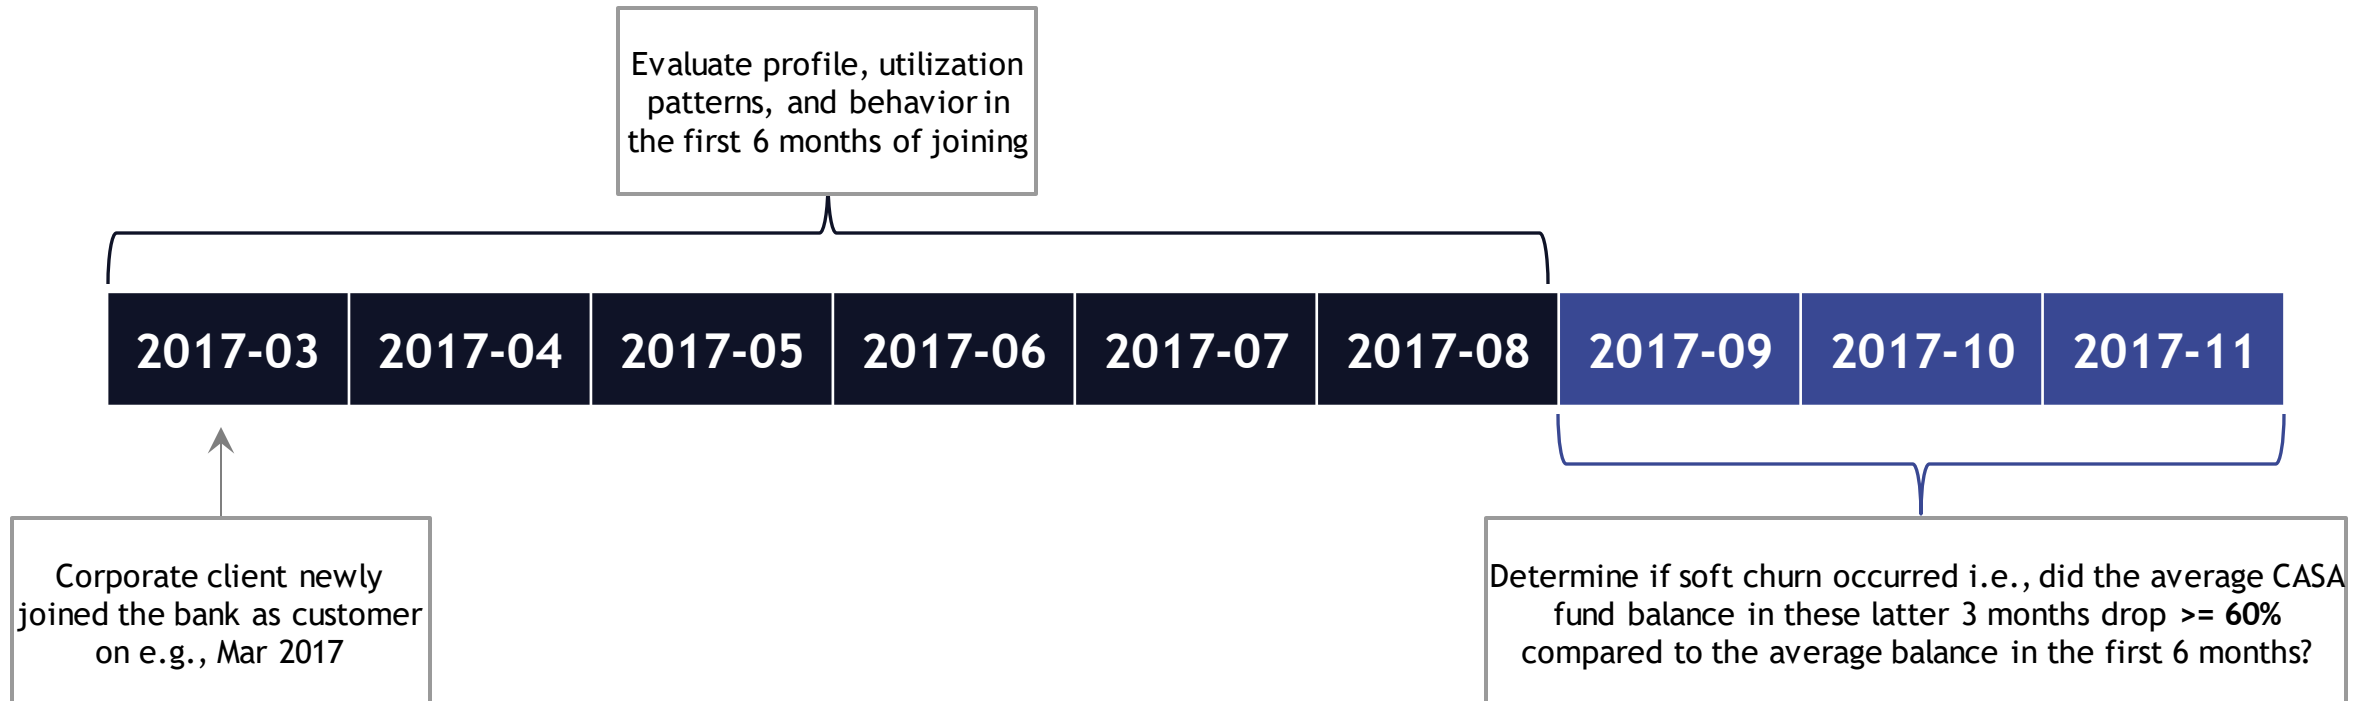 Evaluate profile, utilization
patterns, and behavior in
the first 6 months of joining
2017-03 2017-04 2017-05 2017-06 2017-07 2017-08 2017-09 2017-10 2017-11
Corporate client newly
joined the bank as customer
on e.g., Mar 2017
Determine if soft churn occurred i.e., did the average CASA
fund balance in these latter 3 months drop >= 60%
compared to the average balance in the first 6 months?